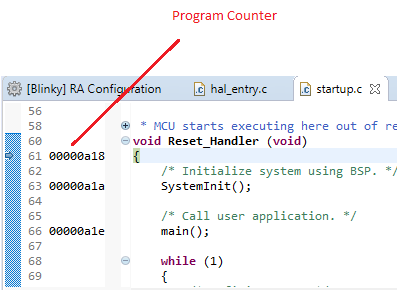 Program Counter
[Blinky] RA Configuration hal_entry.c startup.c
56
58 * MCU starts executing here out of re
60 void Reset_Handler (void)
61 00000a18 {
62 /* Initialize system using BSP. */
63 00000a1a SystemInit();
64
65 /* Call user application. */
66 00000a1e main();
67
68 while (1)
69 {